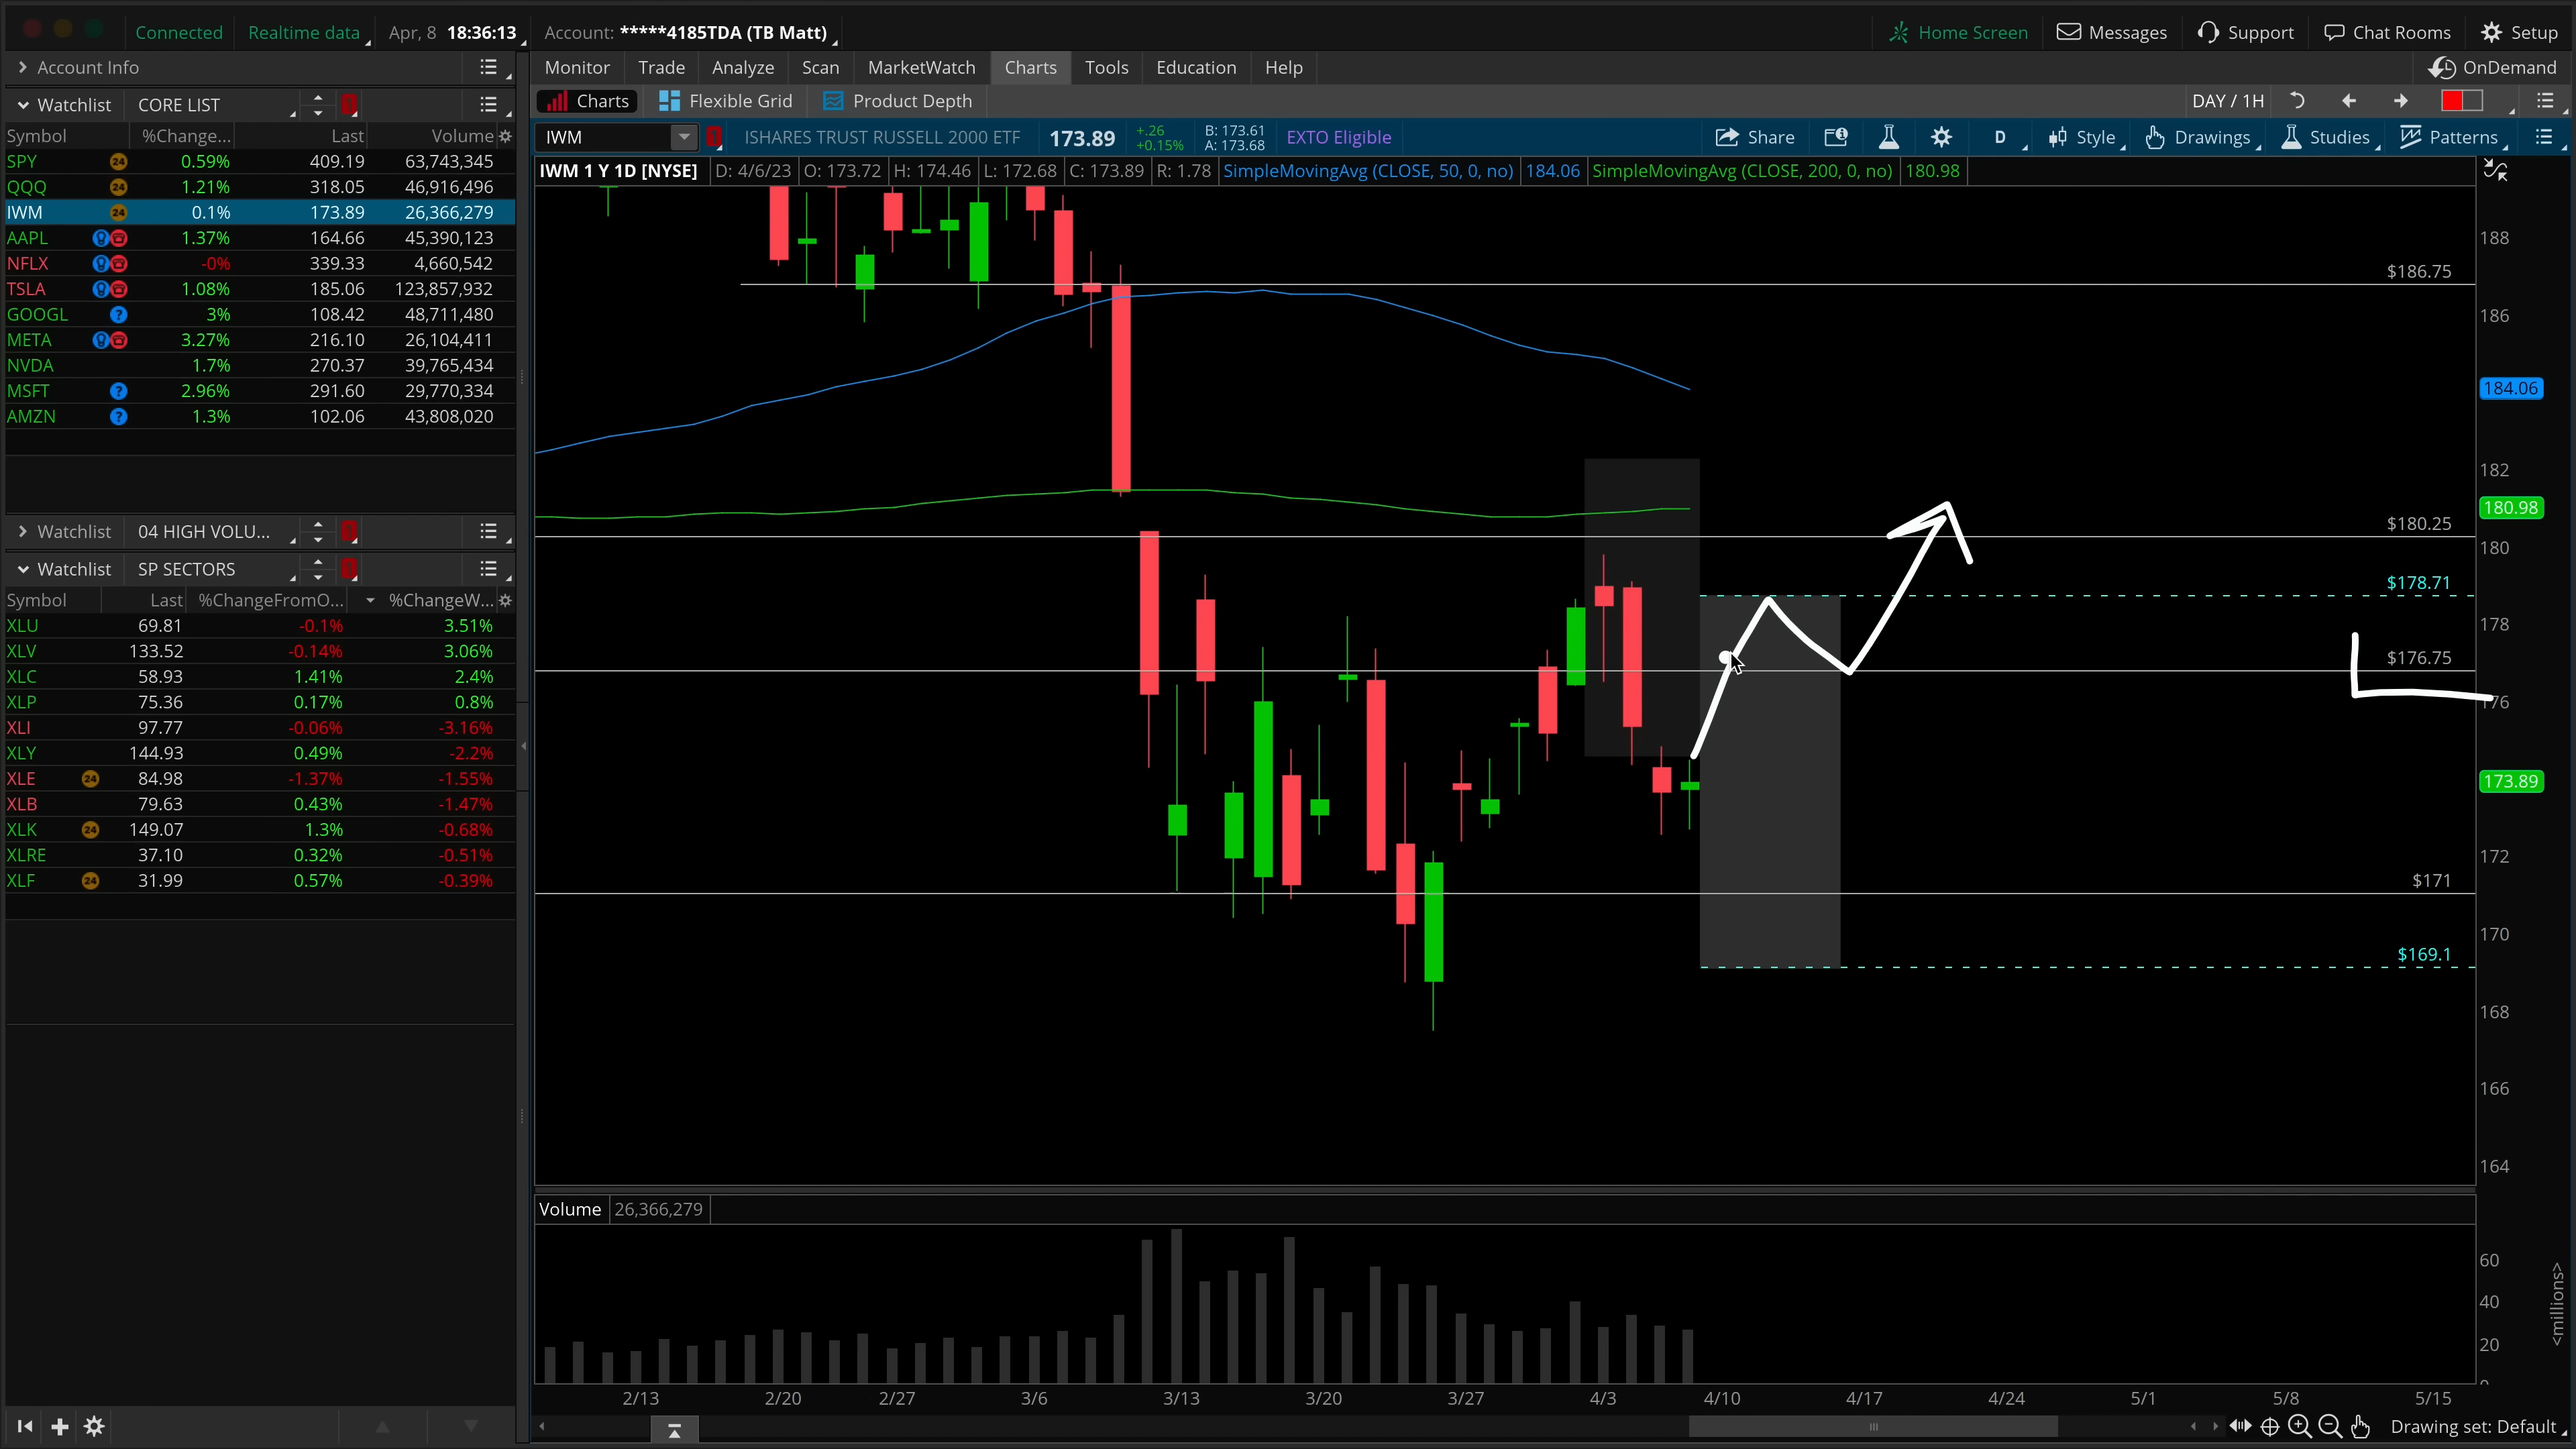 Connected Realtime data Apr, 8 18:36:13 Account: *****4185TDA (TB Matt) Home Screen Messages Support Chat Rooms Setup
Account Info Monitor Trade Analyze Scan MarketWatch Charts Tools Education Help OnDemand
Watchlist CORE LIST Charts Flexible Grid Product Depth DAY / 1H
Symbol %Change... Last Volume
IWM ISHARES TRUST RUSSELL 2000 ETF 173.89 +.26 +0.15% B: 173.61 A: 173.68 EXTO Eligible Share D Style Drawings Studies Patterns
IWM 1 Y 1D [NYSE] D: 4/6/23 O: 173.72 H: 174.46 L: 172.68 C: 173.89 R: 1.78 SimpleMovingAvg (CLOSE, 50, 0, no) 184.06 SimpleMovingAvg (CLOSE, 200, 0, no) 180.98
SPY 24 0.59% 409.19 63,743,345
QQQ 24 1.21% 318.05 46,916,496
IWM 24 0.1% 173.89 26,366,279
AAPL 1.37% 164.66 45,390,123
NFLX -0% 339.33 4,660,542
TSLA 1.08% 185.06 123,857,932
GOOGL ? 3% 108.42 48,711,480
META 3.27% 216.10 26,104,411
NVDA 1.7% 270.37 39,765,434
MSFT ? 2.96% 291.60 29,770,334
AMZN ? 1.3% 102.06 43,808,020
Watchlist 04 HIGH VOLU...
Watchlist SP SECTORS
Symbol Last %ChangeFromO... %ChangeW...
XLU 69.81 -0.1% 3.51%
XLV 133.52 -0.14% 3.06%
XLC 58.93 1.41% 2.4%
XLP 75.36 0.17% 0.8%
XLI 97.77 -0.06% -3.16%
XLY 144.93 0.49% -2.2%
XLE 24 84.98 -1.37% -1.55%
XLB 79.63 0.43% -1.47%
XLK 24 149.07 1.3% -0.68%
XLRE 37.10 0.32% -0.51%
XLF 24 31.99 0.57% -0.39%
188
$186.75
186
184.06
182
180.98
$180.25
180
$178.71
178
$176.75
176
173.89
172
$171
170
$169.1
168
166
164
Volume 26,366,279
60
40
20
<millions>
2/13 2/20 2/27 3/6 3/13 3/20 3/27 4/3 4/10 4/17 4/24 5/1 5/8 5/15
Drawing set: Default